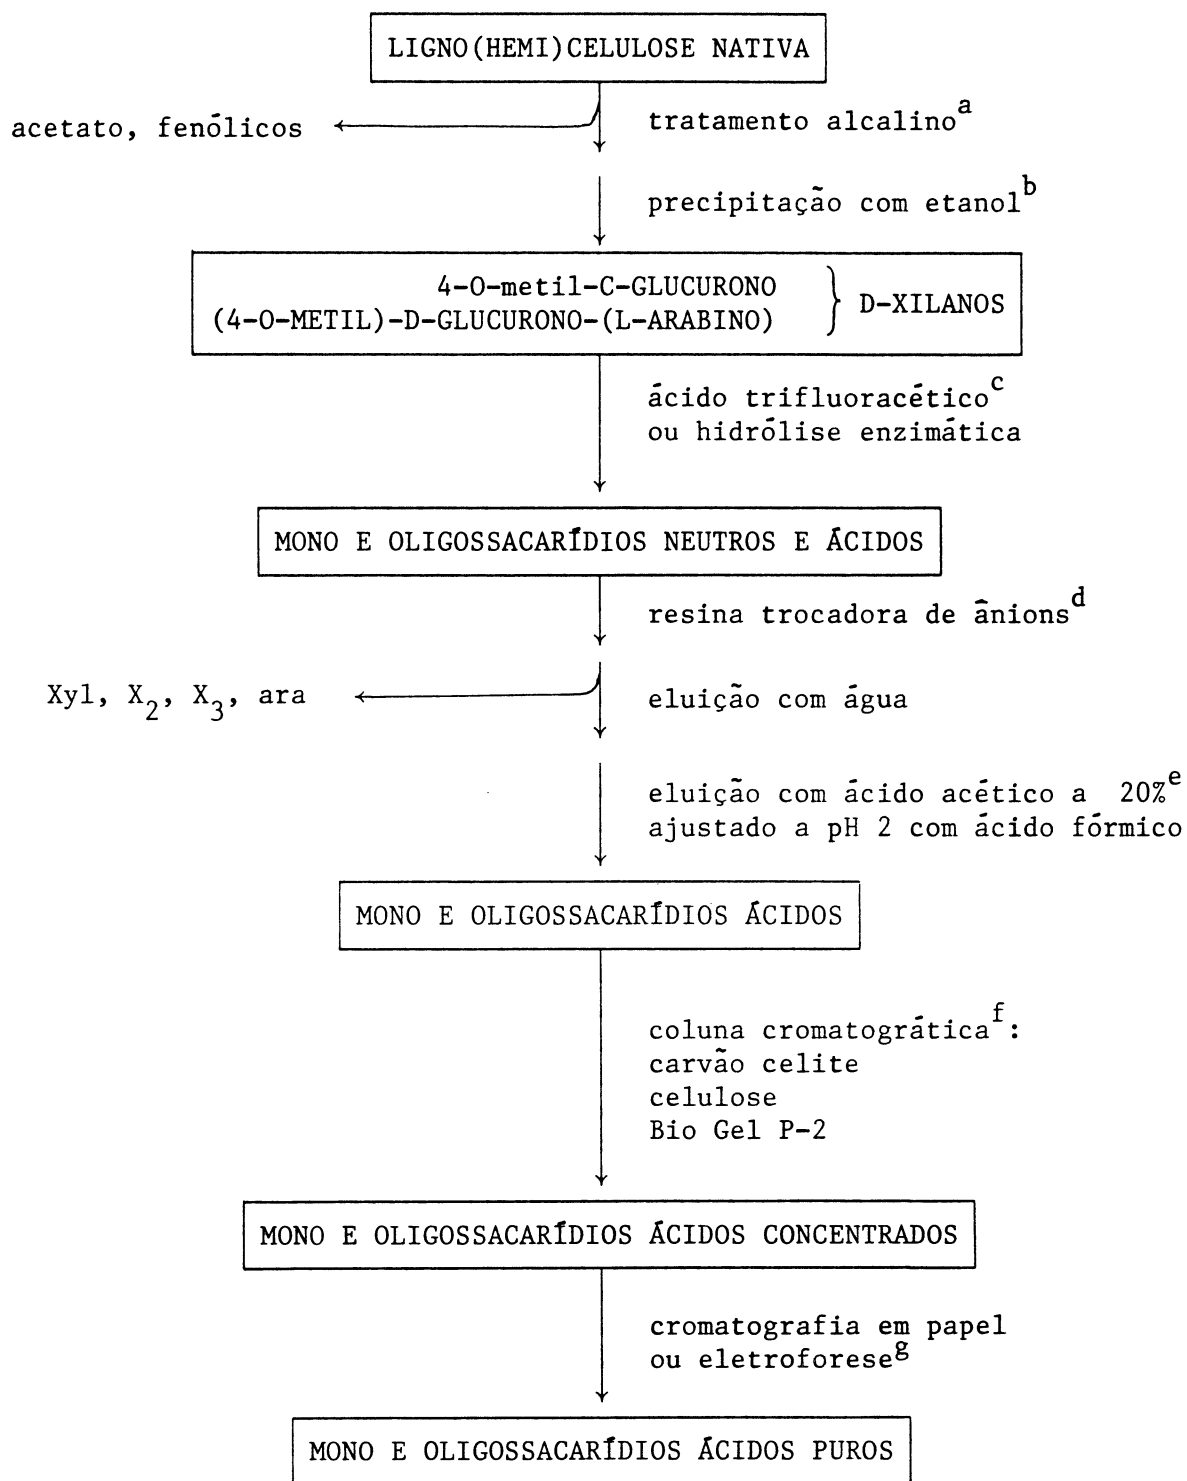 LIGNO(HEMI)CELULOSE NATIVA
acetato, fenólicos
tratamento alcalino^a
precipitação com etanol^b
4-O-metil-C-GLUCURONO
(4-O-METIL)-D-GLUCURONO-(L-ARABINO)
D-XILANOS
ácido trifluoracético^c
ou hidrólise enzimática
MONO E OLIGOSSACARÍDIOS NEUTROS E ÁCIDOS
resina trocadora de ânions^d
Xyl, X_2, X_3, ara
eluição com água
eluição com ácido acético a 20%^e
ajustado a pH 2 com ácido fórmico
MONO E OLIGOSSACARÍDIOS ÁCIDOS
coluna cromatogrática^f:
carvão celite
celulose
Bio Gel P-2
MONO E OLIGOSSACARÍDIOS ÁCIDOS CONCENTRADOS
cromatografia em papel
ou eletroforese^g
MONO E OLIGOSSACARÍDIOS ÁCIDOS PUROS